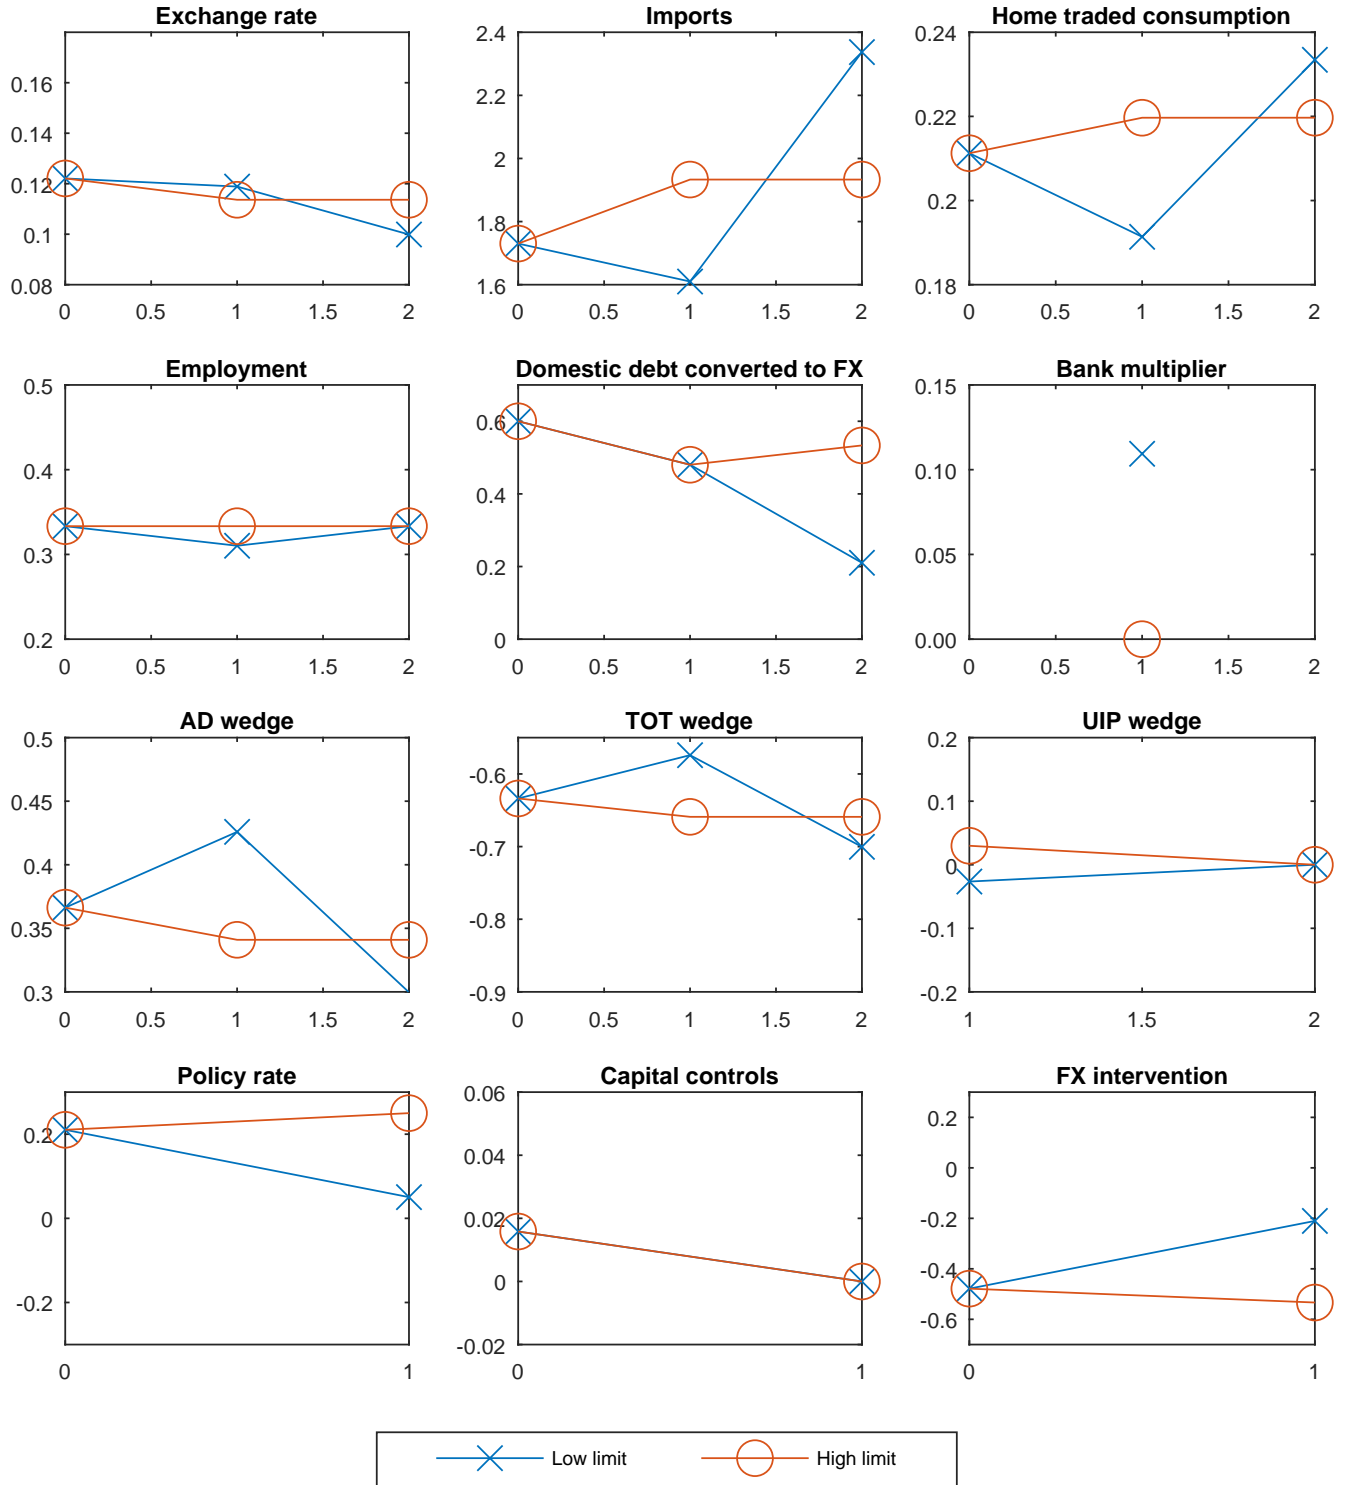 Exchange rate Imports Home traded consumption
0.16 2.4 0.24
0.14 2.2
0.12 2 0.22
0.1 1.8 0.2
0.08 1.6 0.18
0 0.5 1 1.5 2 0 0.5 1 1.5 2 0 0.5 1 1.5 2
Employment Domestic debt converted to FX Bank multiplier
0.5 0.6 0.15
0.4 0.4 0.10
0.3 0.2 0.05
0.2 0 0.00
0 0.5 1 1.5 2 0 0.5 1 1.5 2 0 0.5 1 1.5 2
AD wedge TOT wedge UIP wedge
0.5 -0.6 0.2
0.45 -0.7 0.1
0.4 -0.8 0
0.35 -0.9 -0.1
0.3 -0.2
0 0.5 1 1.5 2 0 0.5 1 1.5 2 1 1.5 2
Policy rate Capital controls FX intervention
0.2 0.06 0.2
0 0.04 0
-0.2 0.02 -0.2
0 -0.4
-0.02 -0.6
0 1 0 1 0 1
Low limit High limit